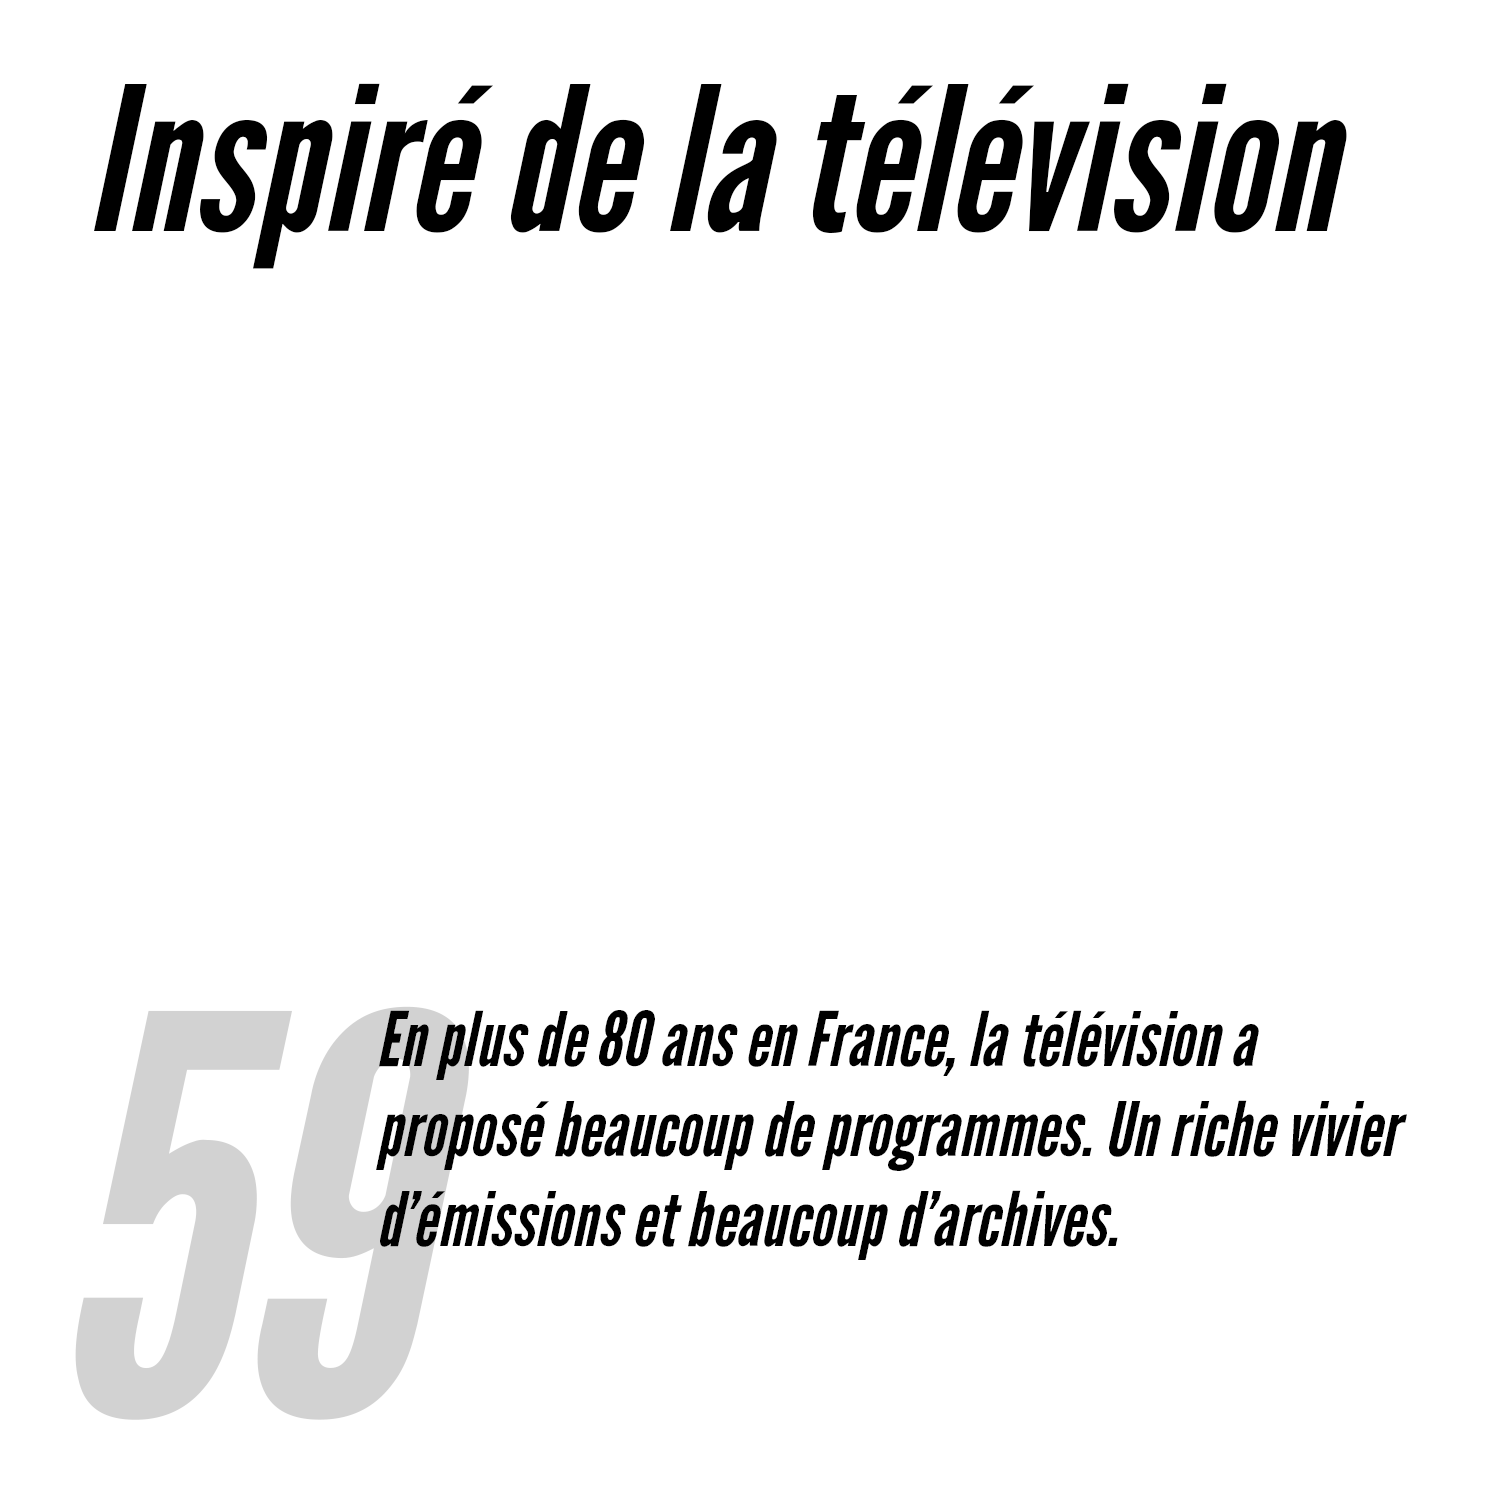 Inspiré de la télévision
59
En plus de 80 ans en France, la télévision a
proposé beaucoup de programmes. Un riche vivier
d’émissions et beaucoup d’archives.